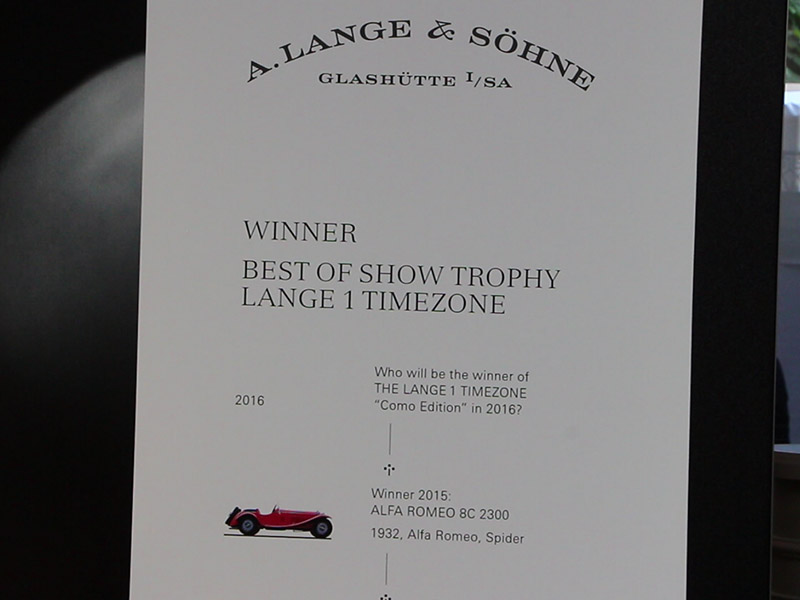 A. LANGE & SÖHNE
GLASHÜTTE I/SA
WINNER
BEST OF SHOW TROPHY
LANGE 1 TIMEZONE
2016
Who will be the winner of
THE LANGE 1 TIMEZONE
“Como Edition” in 2016?
Winner 2015:
ALFA ROMEO 8C 2300
1932, Alfa Romeo, Spider